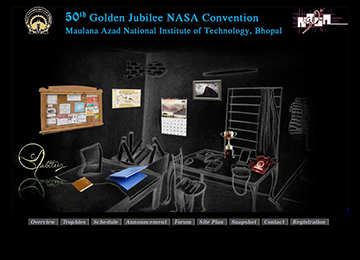 50th Golden Jubilee NASA Convention
Maulana Azad National Institute of Technology, Bhopal
Jubilee
Overview Trophies Schedule Announcement Forum Site Plan Snapshot Contact Registration